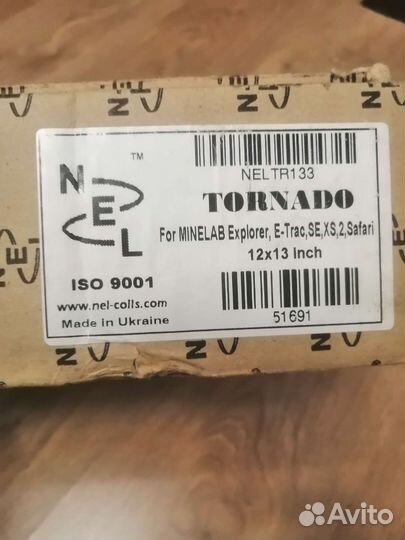 NEL
™
NELTR133
TORNADO
For MINELAB Explorer, E-Trac,SE,XS,2,Safari
12x13 Inch
ISO 9001
www.nel-coils.com
Made in Ukraine
51691
Avito